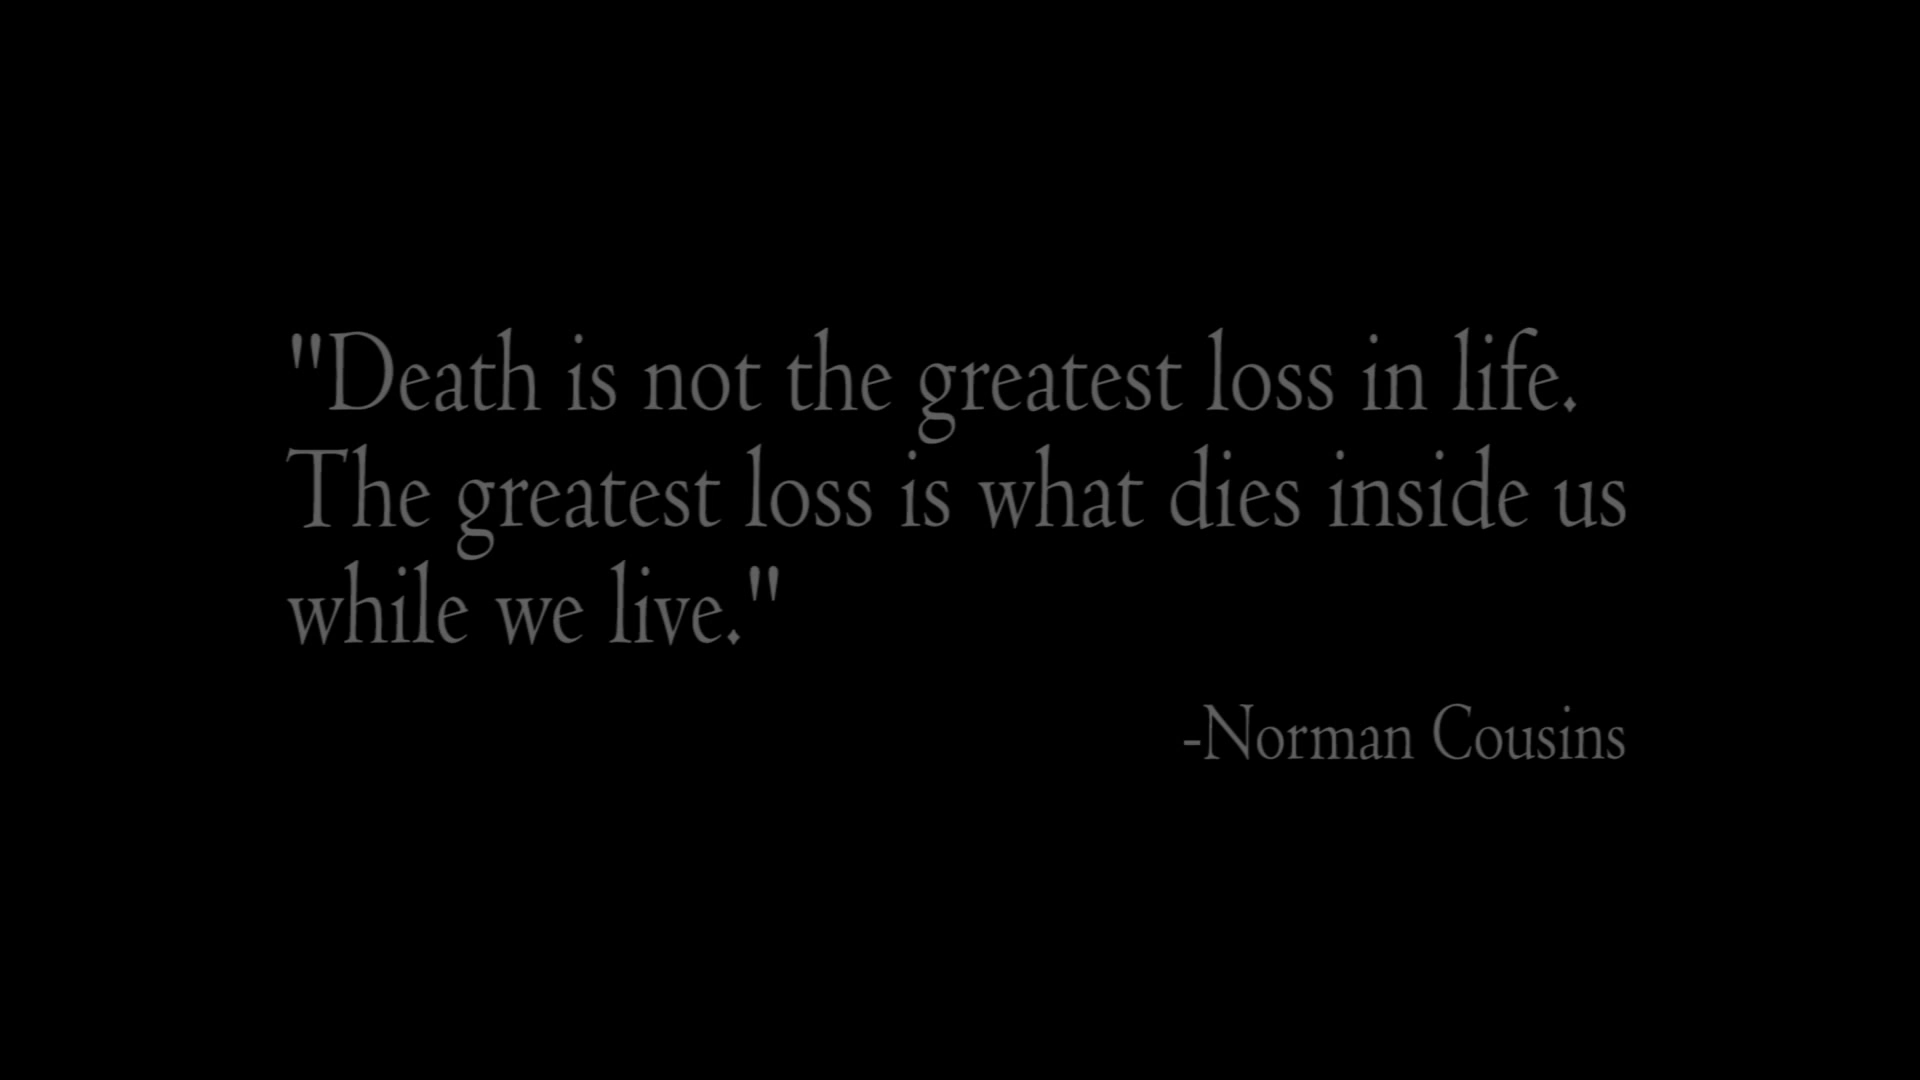 "Death is not the greatest loss in life.
The greatest loss is what dies inside us
while we live."
-Norman Cousins